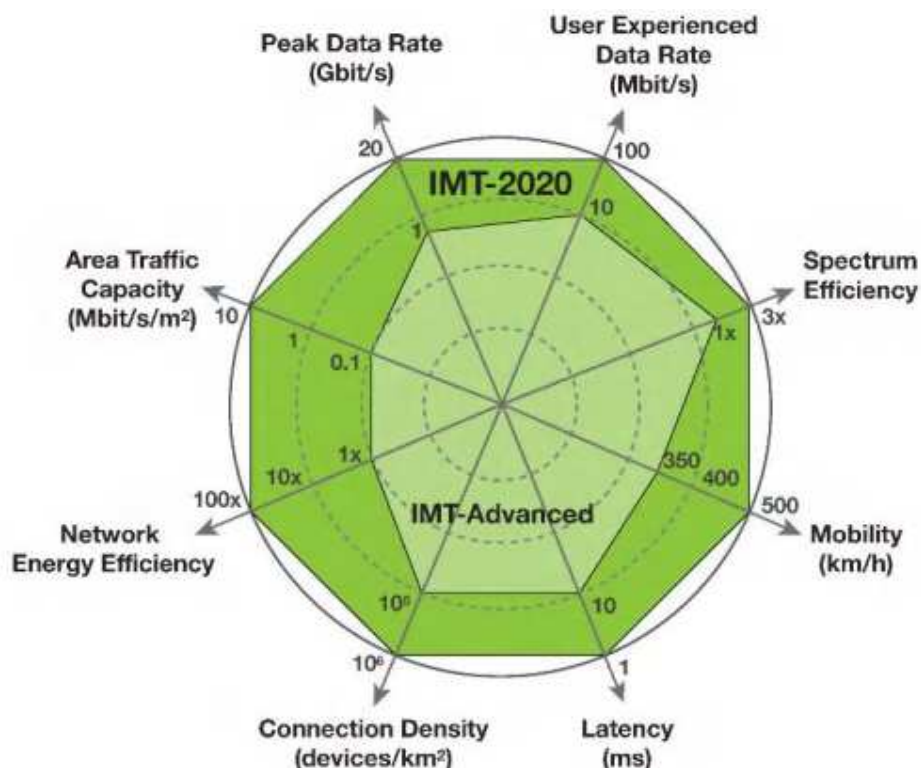 Peak Data Rate
(Gbit/s)
User Experienced
Data Rate
(Mbit/s)
20
100
IMT-2020
1
10
Area Traffic
Capacity
(Mbit/s/m²)
Spectrum
Efficiency
10
1
0.1
1x
3x
1x
10x
100x
350
400
500
Network
Energy Efficiency
IMT-Advanced
Mobility
(km/h)
10
10⁶
1
Connection Density
(devices/km²)
Latency
(ms)